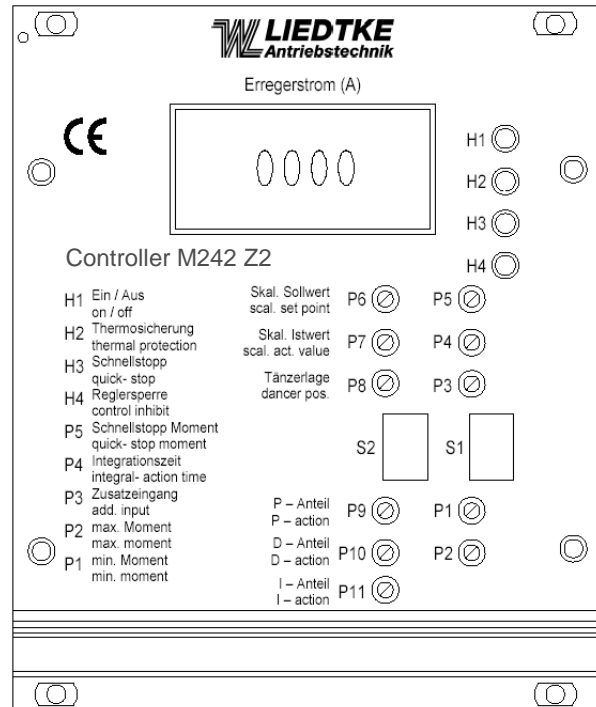 LIEDTKE
Antriebstechnik
Erregerstrom (A)
CE
0000
H1
H2
H3
H4
Controller M242 Z2
H1 Ein / Aus
on / off
H2 Thermosicherung
thermal protection
H3 Schnellstopp
quick- stop
H4 Reglersperre
control inhibit
P5 Schnellstopp Moment
quick- stop moment
P4 Integrationszeit
integral- action time
P3 Zusatzeingang
add. input
P2 max. Moment
max. moment
P1 min. Moment
min. moment
Skal. Sollwert
scal. set point
P6 P5
Skal. Istwert
scal. act. value
P7 P4
Tänzerlage
dancer pos.
P8 P3
S2 S1
P – Anteil
P – action
P9 P1
D – Anteil
D – action
P10 P2
I – Anteil
I – action
P11